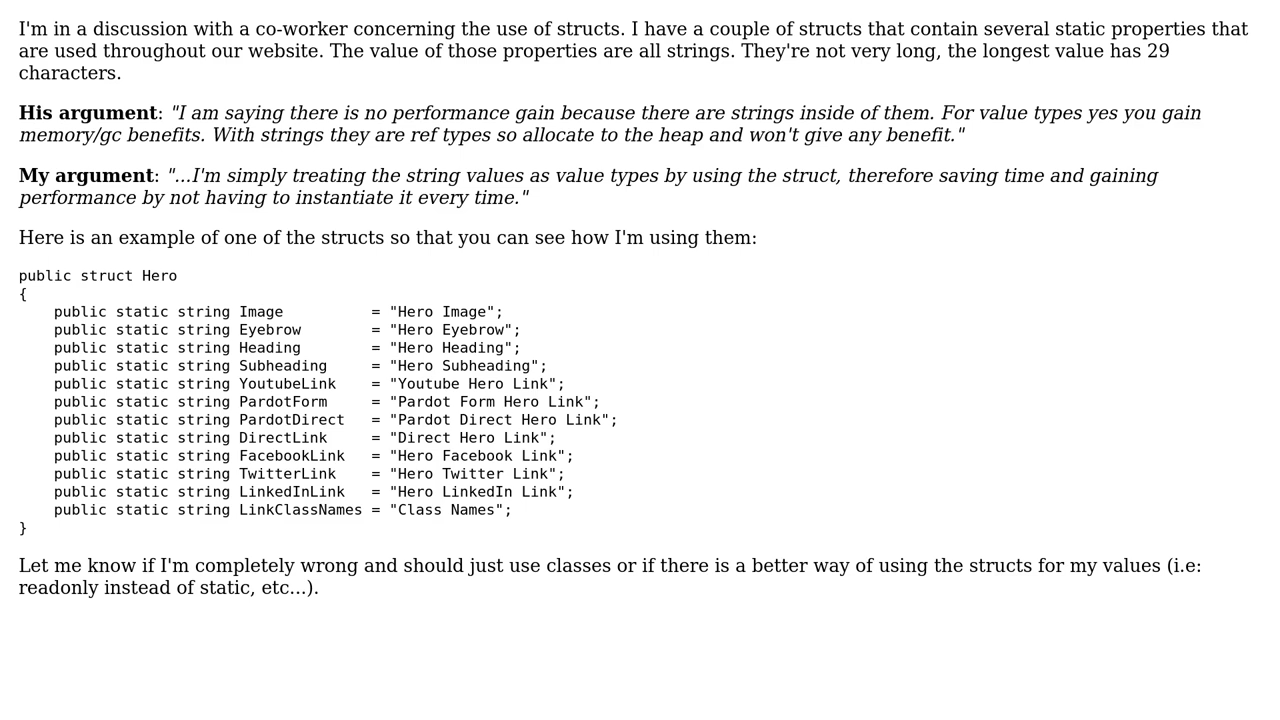 I'm in a discussion with a co-worker concerning the use of structs. I have a couple of structs that contain several static properties that
are used throughout our website. The value of those properties are all strings. They're not very long, the longest value has 29
characters.
His argument: "I am saying there is no performance gain because there are strings inside of them. For value types yes you gain
memory/gc benefits. With strings they are ref types so allocate to the heap and won't give any benefit."
My argument: "...I'm simply treating the string values as value types by using the struct, therefore saving time and gaining
performance by not having to instantiate it every time."
Here is an example of one of the structs so that you can see how I'm using them:
public struct Hero
{
    public static string Image          = "Hero Image";
    public static string Eyebrow        = "Hero Eyebrow";
    public static string Heading        = "Hero Heading";
    public static string Subheading     = "Hero Subheading";
    public static string YoutubeLink    = "Youtube Hero Link";
    public static string PardotForm     = "Pardot Form Hero Link";
    public static string PardotDirect   = "Pardot Direct Hero Link";
    public static string DirectLink     = "Direct Hero Link";
    public static string FacebookLink   = "Hero Facebook Link";
    public static string TwitterLink    = "Hero Twitter Link";
    public static string LinkedInLink   = "Hero LinkedIn Link";
    public static string LinkClassNames = "Class Names";
}
Let me know if I'm completely wrong and should just use classes or if there is a better way of using the structs for my values (i.e:
readonly instead of static, etc...).